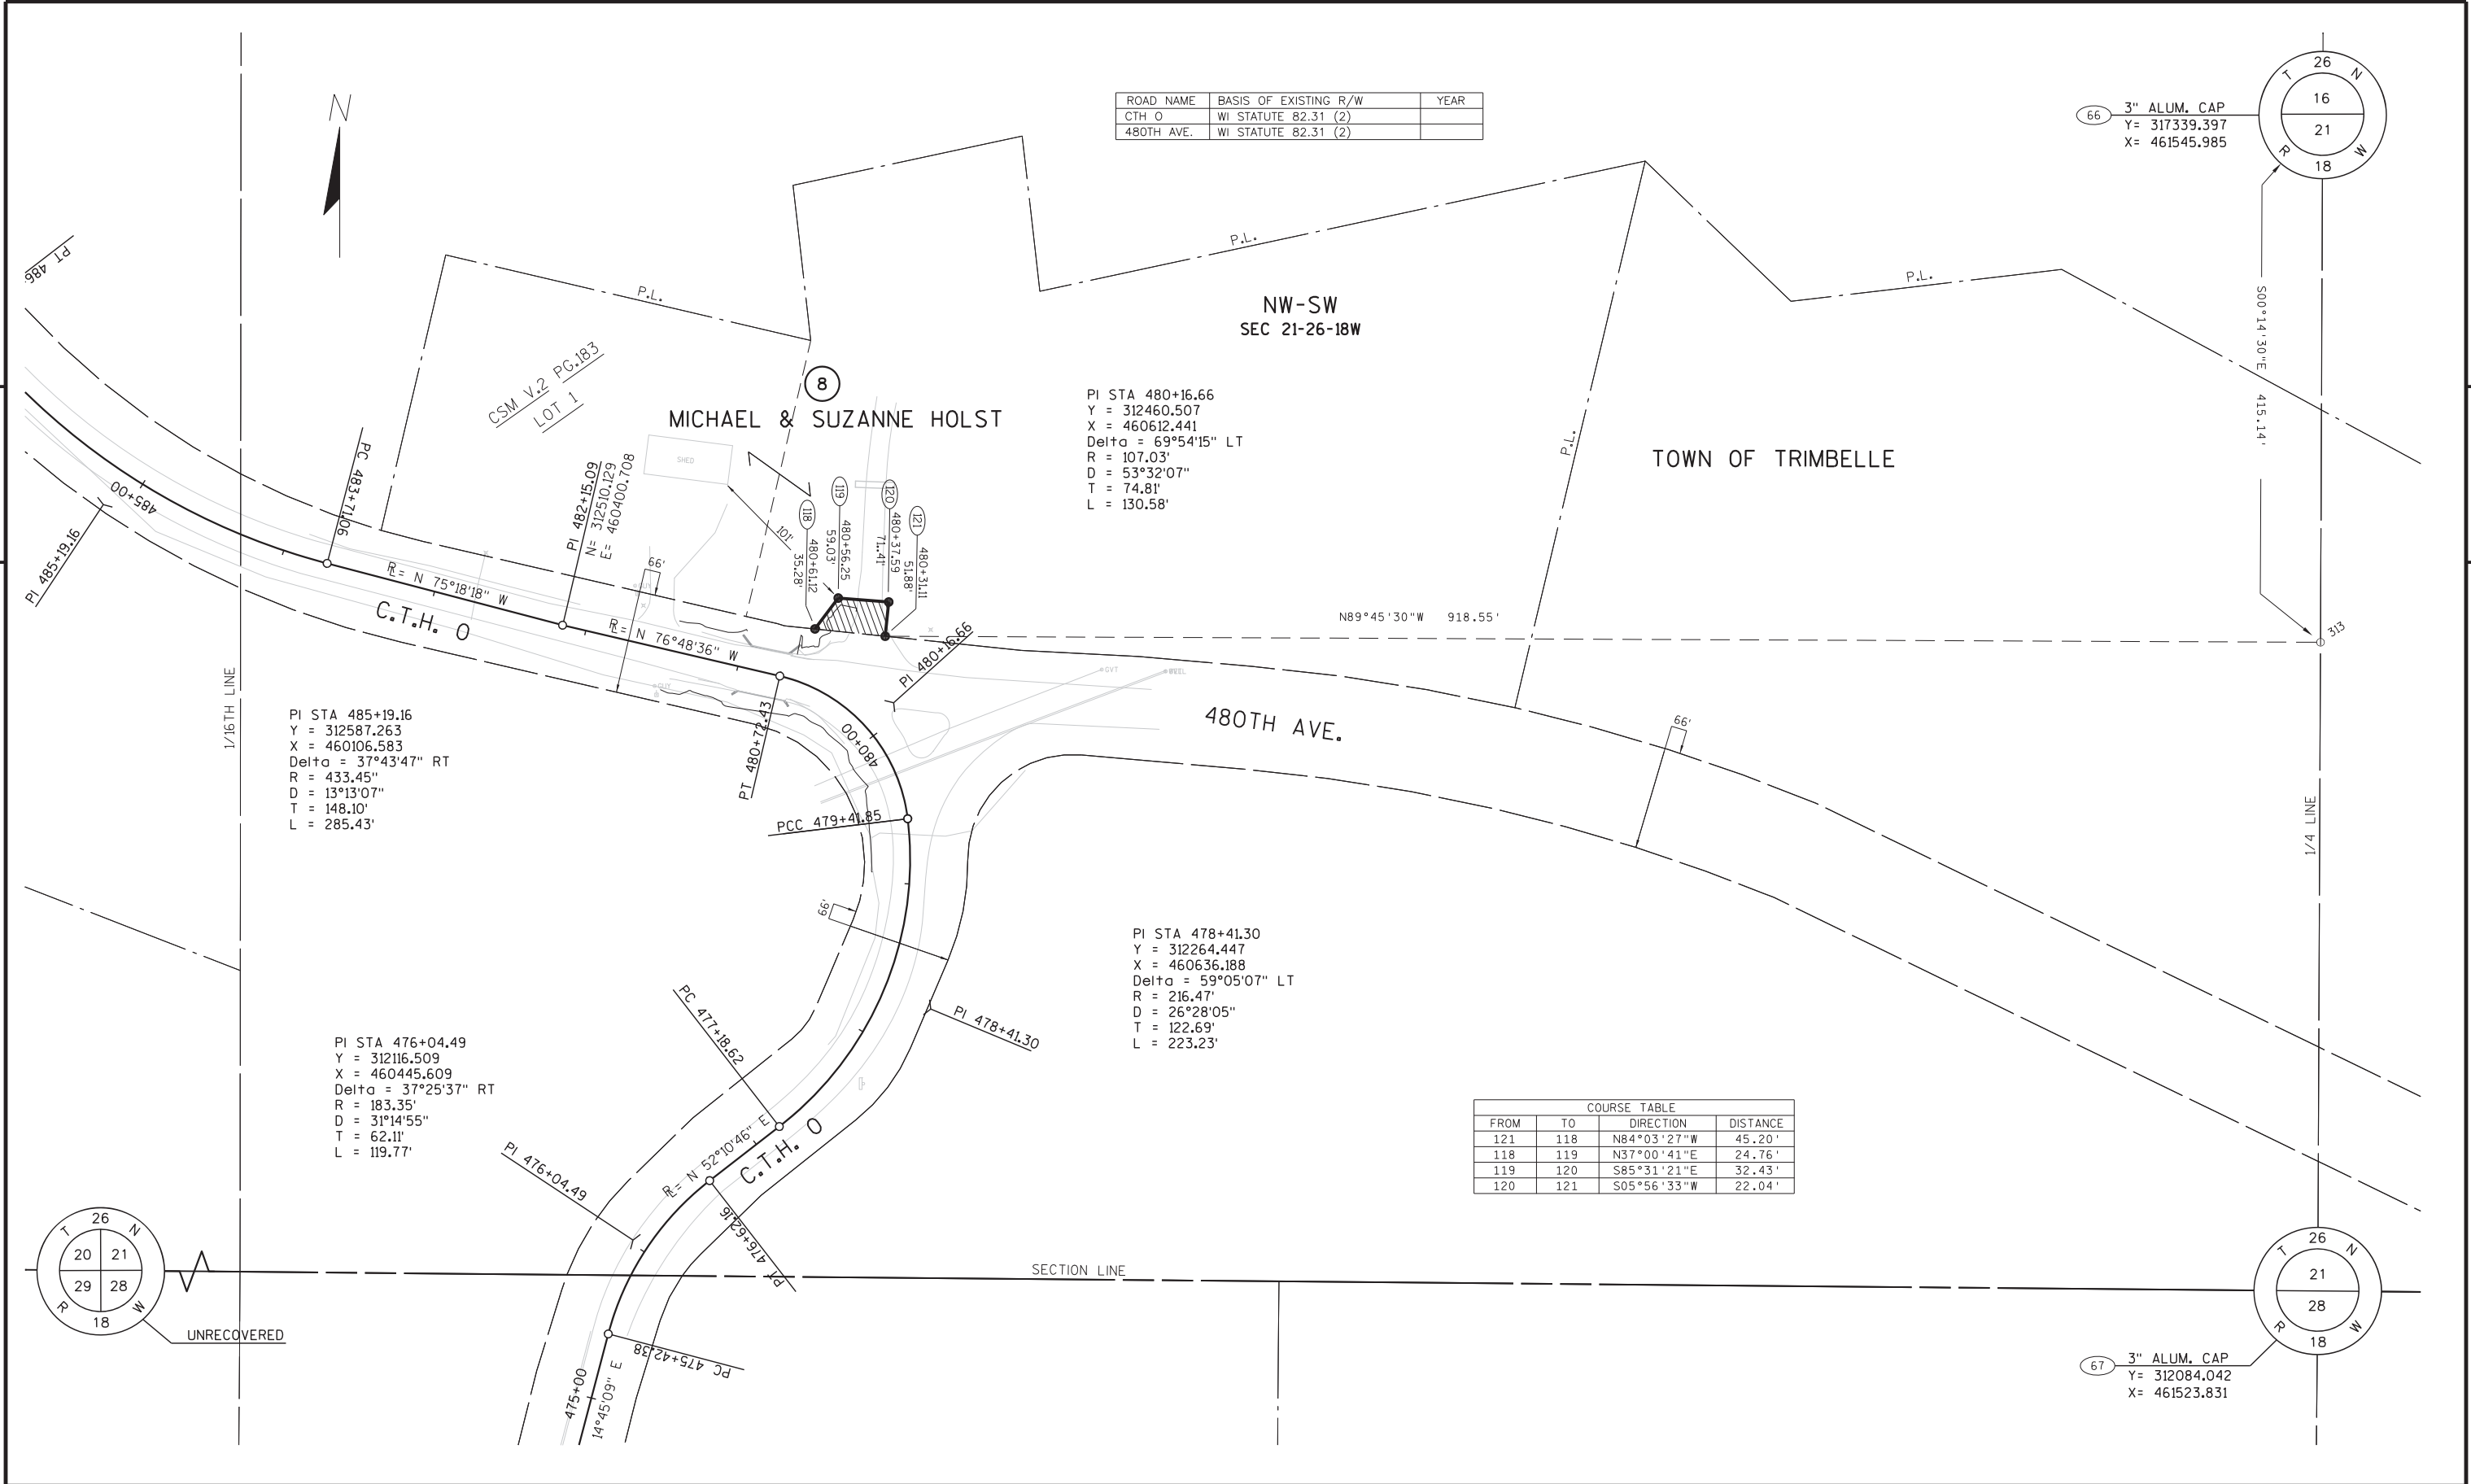 ROAD NAME BASIS OF EXISTING R/W YEAR
CTH O WI STATUTE 82.31 (2)
480TH AVE. WI STATUTE 82.31 (2)
N
T 26 N
16
21
R 18 W
66
3" ALUM. CAP
Y= 317339.397
X= 461545.985
S00°14'30"E 415.14'
313
PT 486
P.L.
P.L.
P.L.
P.L.
NW-SW
SEC 21-26-18W
CSM V.2 PG.183
LOT 1
8
MICHAEL & SUZANNE HOLST
SHED
PI STA 480+16.66
Y = 312460.507
X = 460612.441
Delta = 69°54'15" LT
R = 107.03'
D = 53°32'07"
T = 74.81'
L = 130.58'
TOWN OF TRIMBELLE
PC 483+71.06
485+00
PI 485+19.16
PI 482+15.09
N= 312510.129
E= 460400.708
66'
101'
118
480+61.12
35.28'
119
480+56.25
59.03'
120
480+37.59
71.41'
121
480+31.11
51.88'
GUY
RL= N 75°18'18" W
C.T.H. O
RL= N 76°48'36" W
N89°45'30"W 918.55'
PI 480+16.66
GUY
GVT
1/16TH LINE
PT 480+72.43
480+00
480TH AVE.
66'
PCC 479+41.85
1/4 LINE
PI STA 485+19.16
Y = 312587.263
X = 460106.583
Delta = 37°43'47" RT
R = 433.45"
D = 13°13'07"
T = 148.10'
L = 285.43'
66'
PI STA 478+41.30
Y = 312264.447
X = 460636.188
Delta = 59°05'07" LT
R = 216.47'
D = 26°28'05"
T = 122.69'
L = 223.23'
PC 477+18.62
PI 478+41.30
PI STA 476+04.49
Y = 312116.509
X = 460445.609
Delta = 37°25'37" RT
R = 183.35'
D = 31°14'55"
T = 62.11'
L = 119.77'
PI 476+04.49
RL= N 52°10'46" E
C.T.H. O
PT 476+62.16
COURSE TABLE
FROM TO DIRECTION DISTANCE
121 118 N84°03'27"W 45.20'
118 119 N37°00'41"E 24.76'
119 120 S85°31'21"E 32.43'
120 121 S05°56'33"W 22.04'
T 26 N
20 21
29 28
R 18 W
UNRECOVERED
SECTION LINE
PC 475+42.38
475+00
14°45'09" E
T 26 N
21
28
R 18 W
67
3" ALUM. CAP
Y= 312084.042
X= 461523.831